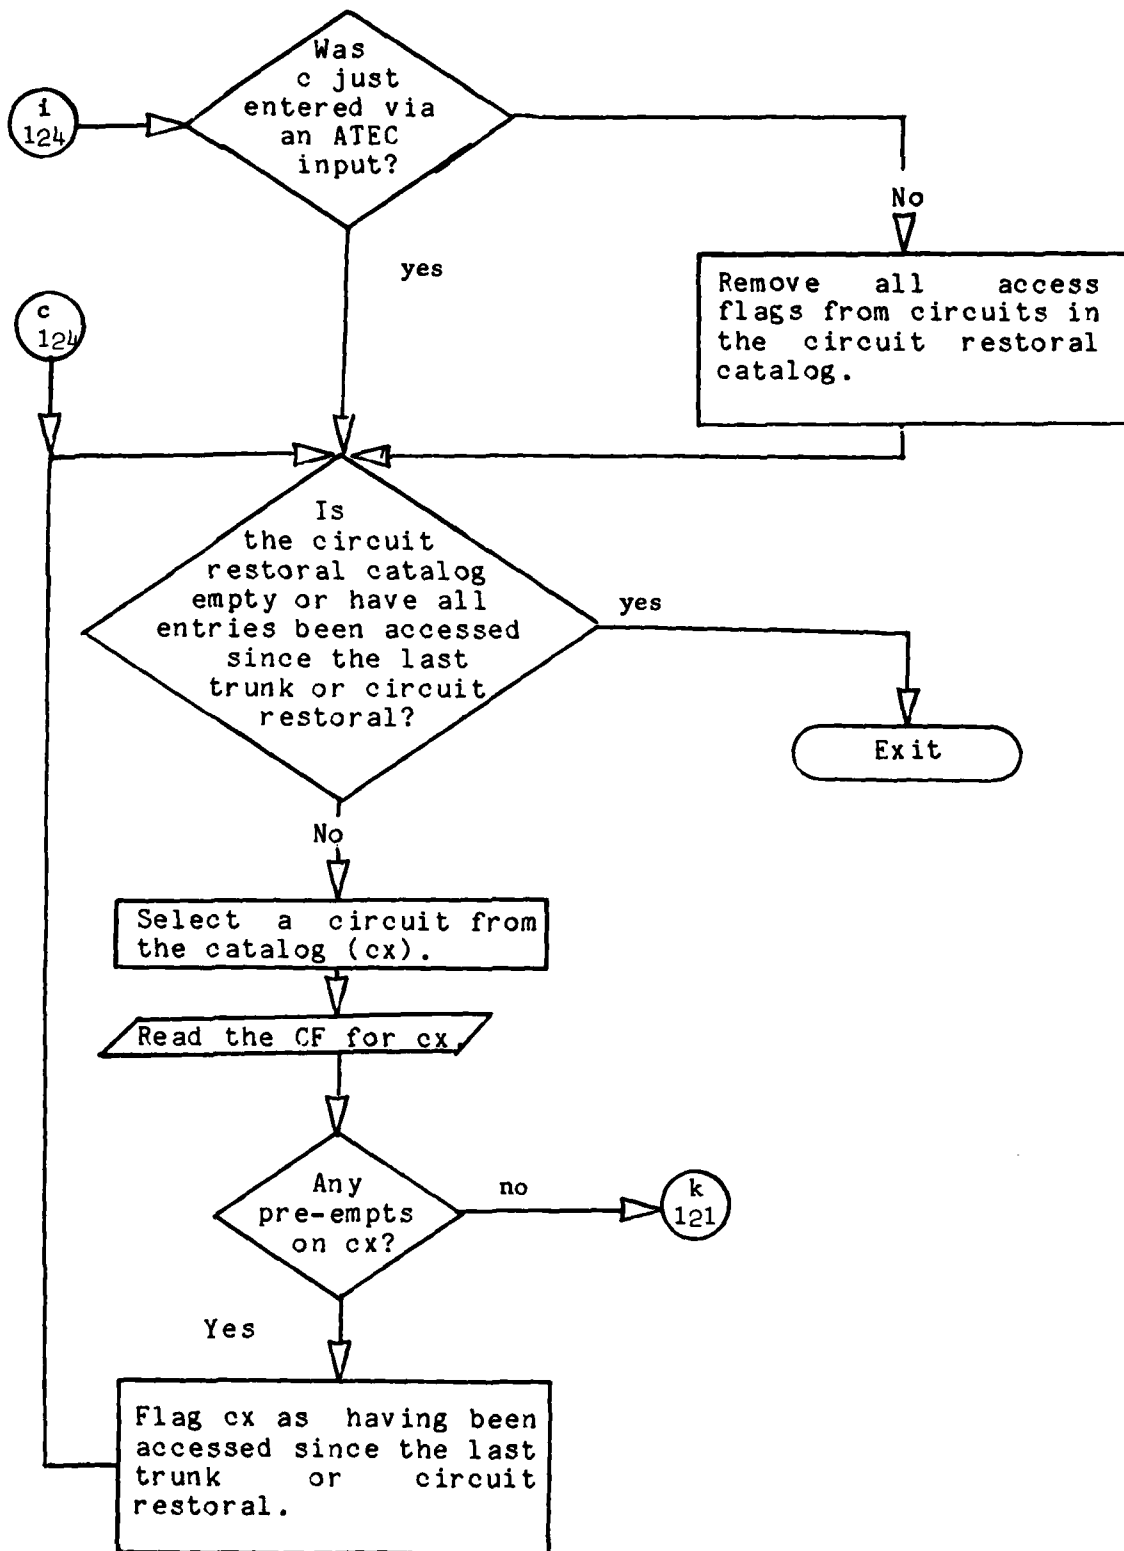 Was
c just
entered via
an ATEC
input?
i
124
No
yes
Remove all access
flags from circuits in
the circuit restoral
catalog.
c
124
Is
the circuit
restoral catalog
empty or have all
entries been accessed
since the last
trunk or circuit
restoral?
yes
Exit
No
Select a circuit from
the catalog (cx).
Read the CF for cx.
Any
pre-empts
on cx?
no
k
121
Yes
Flag cx as having been
accessed since the last
trunk or circuit
restoral.